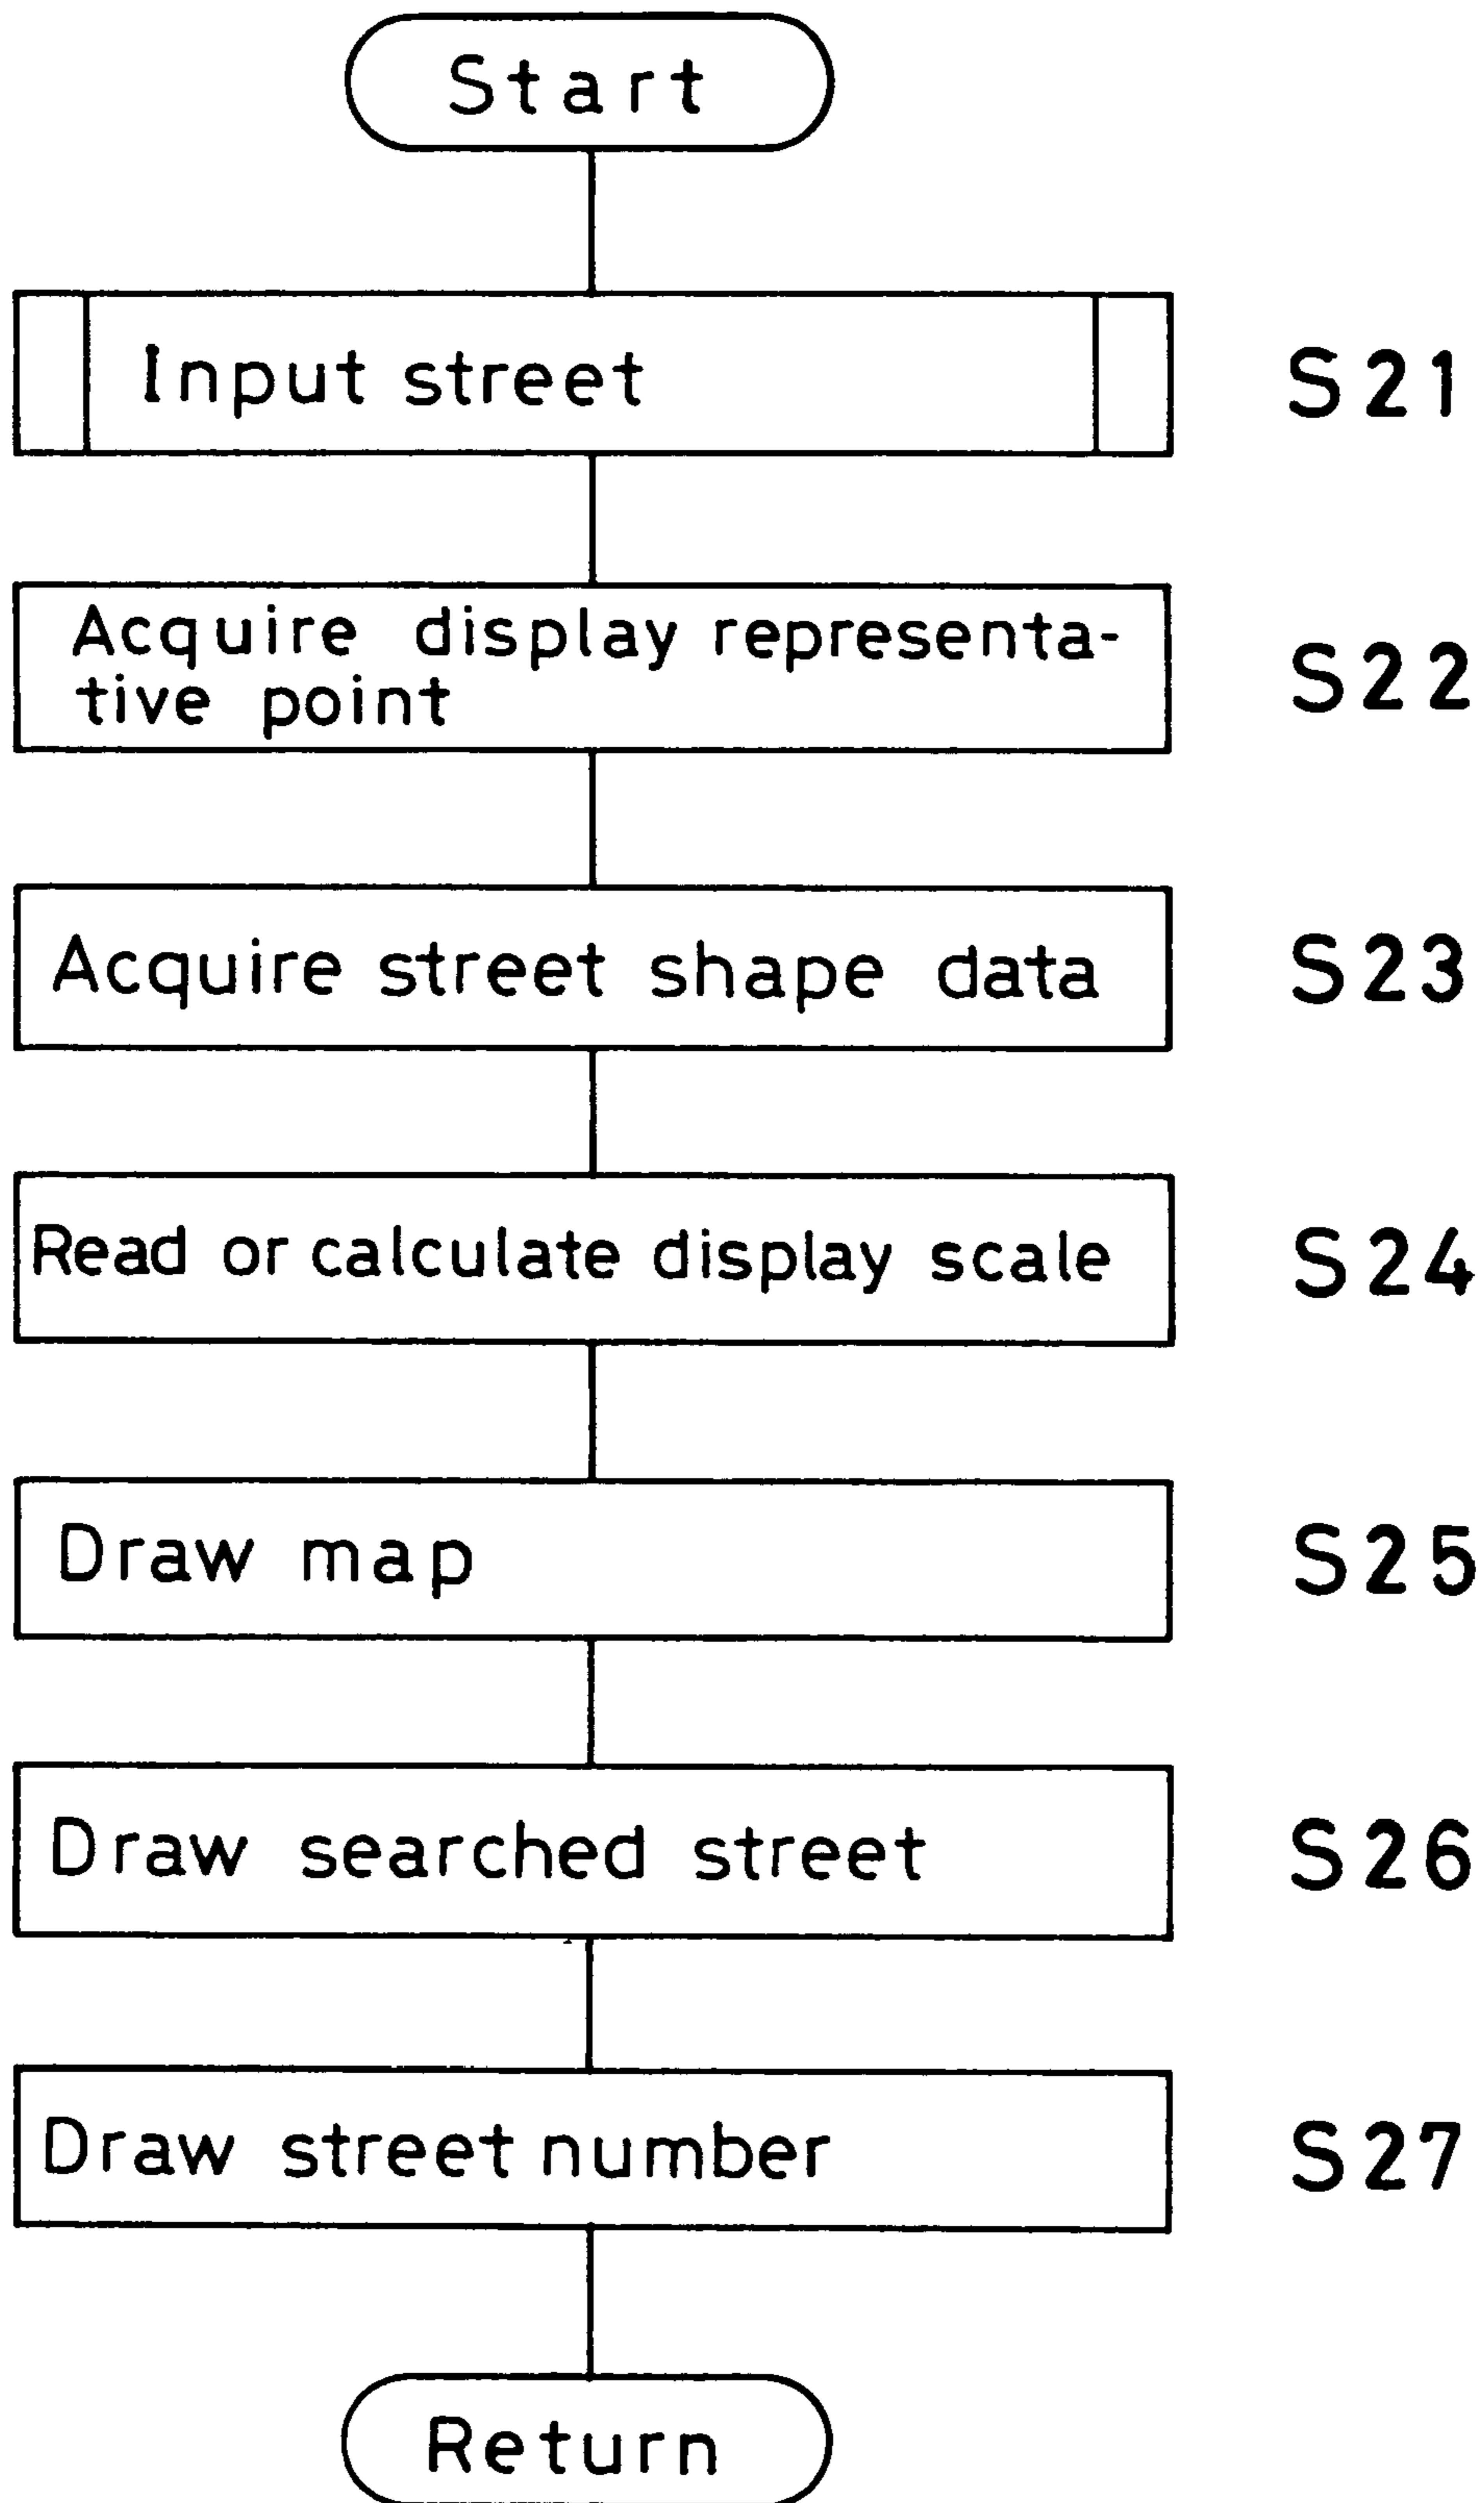 Start
Input street S21
Acquire display representa-
tive point S22
Acquire street shape data S23
Read or calculate display scale S24
Draw map S25
Draw searched street S26
Draw street number S27
Return